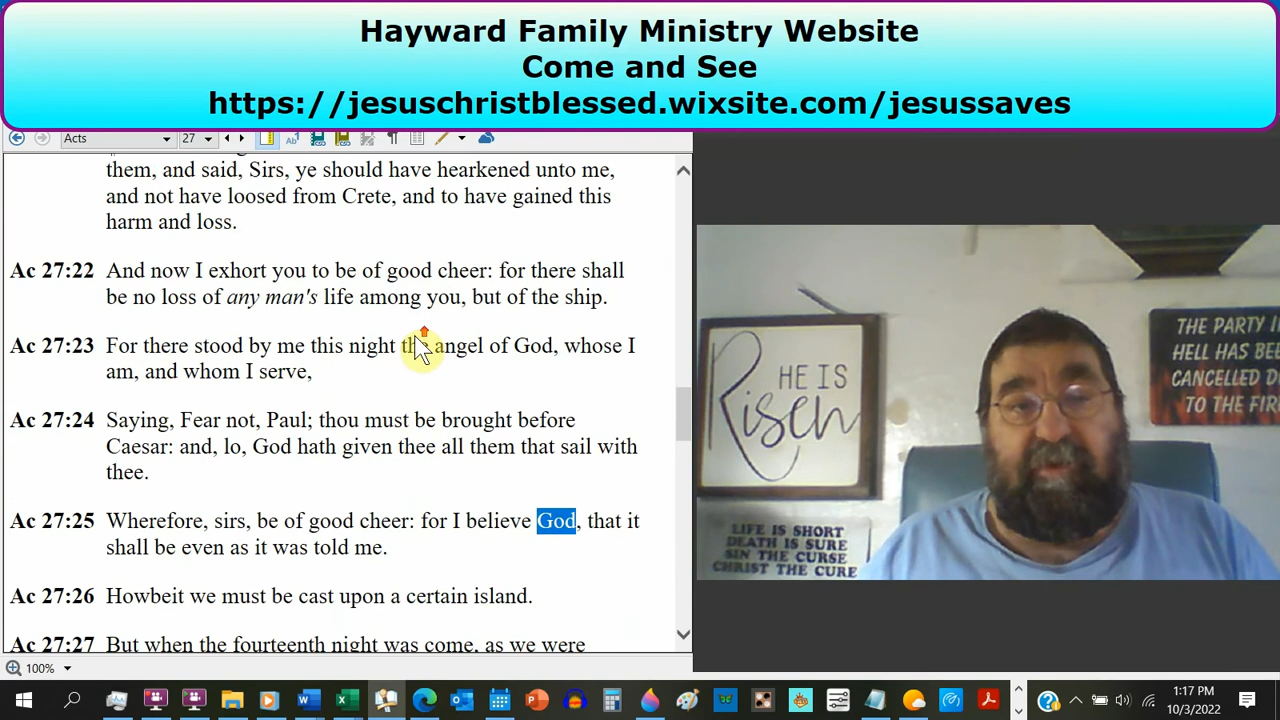 Hayward Family Ministry Website
Come and See
https://jesuschristblessed.wixsite.com/jesussaves
Acts 27
them, and said, Sirs, ye should have hearkened unto me,
and not have loosed from Crete, and to have gained this
harm and loss.
Ac 27:22 And now I exhort you to be of good cheer: for there shall
be no loss of any man's life among you, but of the ship.
Ac 27:23 For there stood by me this night the angel of God, whose I
am, and whom I serve,
Ac 27:24 Saying, Fear not, Paul; thou must be brought before
Caesar: and, lo, God hath given thee all them that sail with
thee.
Ac 27:25 Wherefore, sirs, be of good cheer: for I believe God, that it
shall be even as it was told me.
Ac 27:26 Howbeit we must be cast upon a certain island.
Ac 27:27 But when the fourteenth night was come, as we were
100%
HE IS
Risen
THE PARTY I
HELL HAS BEE
CANCELLED D
TO THE FIR
LIFE IS SHORT
DEATH IS SURE
SIN THE CURSE
CHRIST THE CURE
1:17 PM
10/3/2022